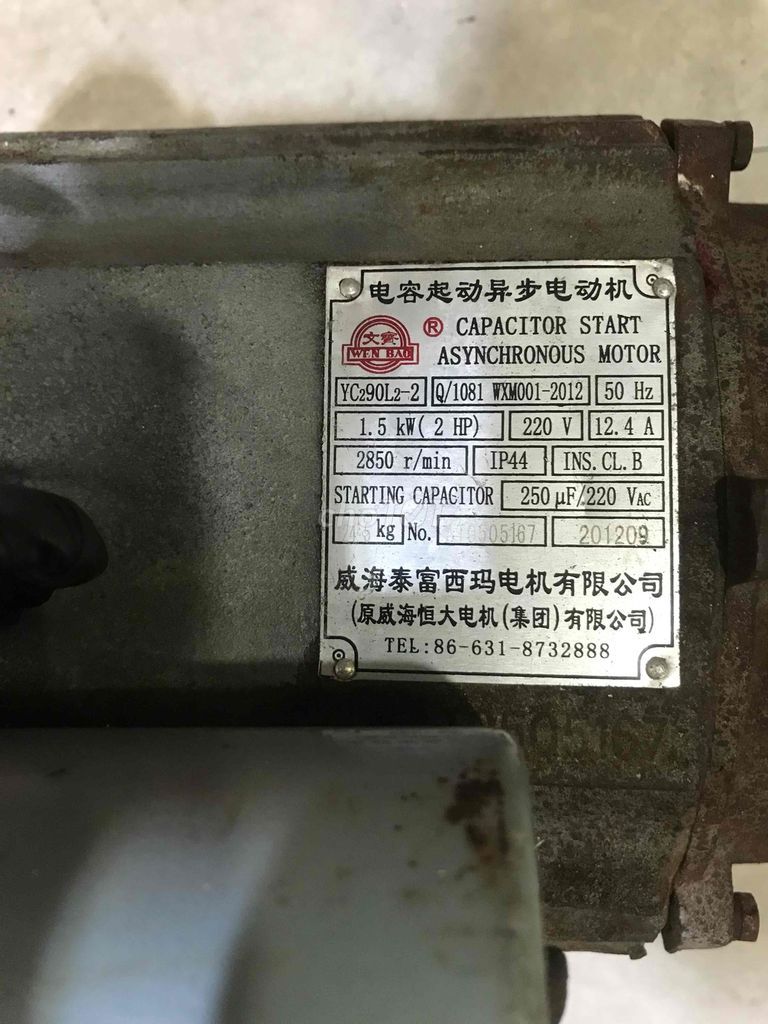 电容起动异步电动机
文宝
WEN BAO
® CAPACITOR START
ASYNCHRONOUS MOTOR
YC290L2-2 Q/1081 WXM001-2012 50 Hz
1.5 kW( 2 HP) 220 V 12.4 A
2850 r/min IP44 INS.CL.B
STARTING CAPACITOR 250 μF/220 VAC
kg No. 201209
威海泰富西玛电机有限公司
(原威海恒大电机(集团)有限公司)
TEL:86-631-8732888
05167